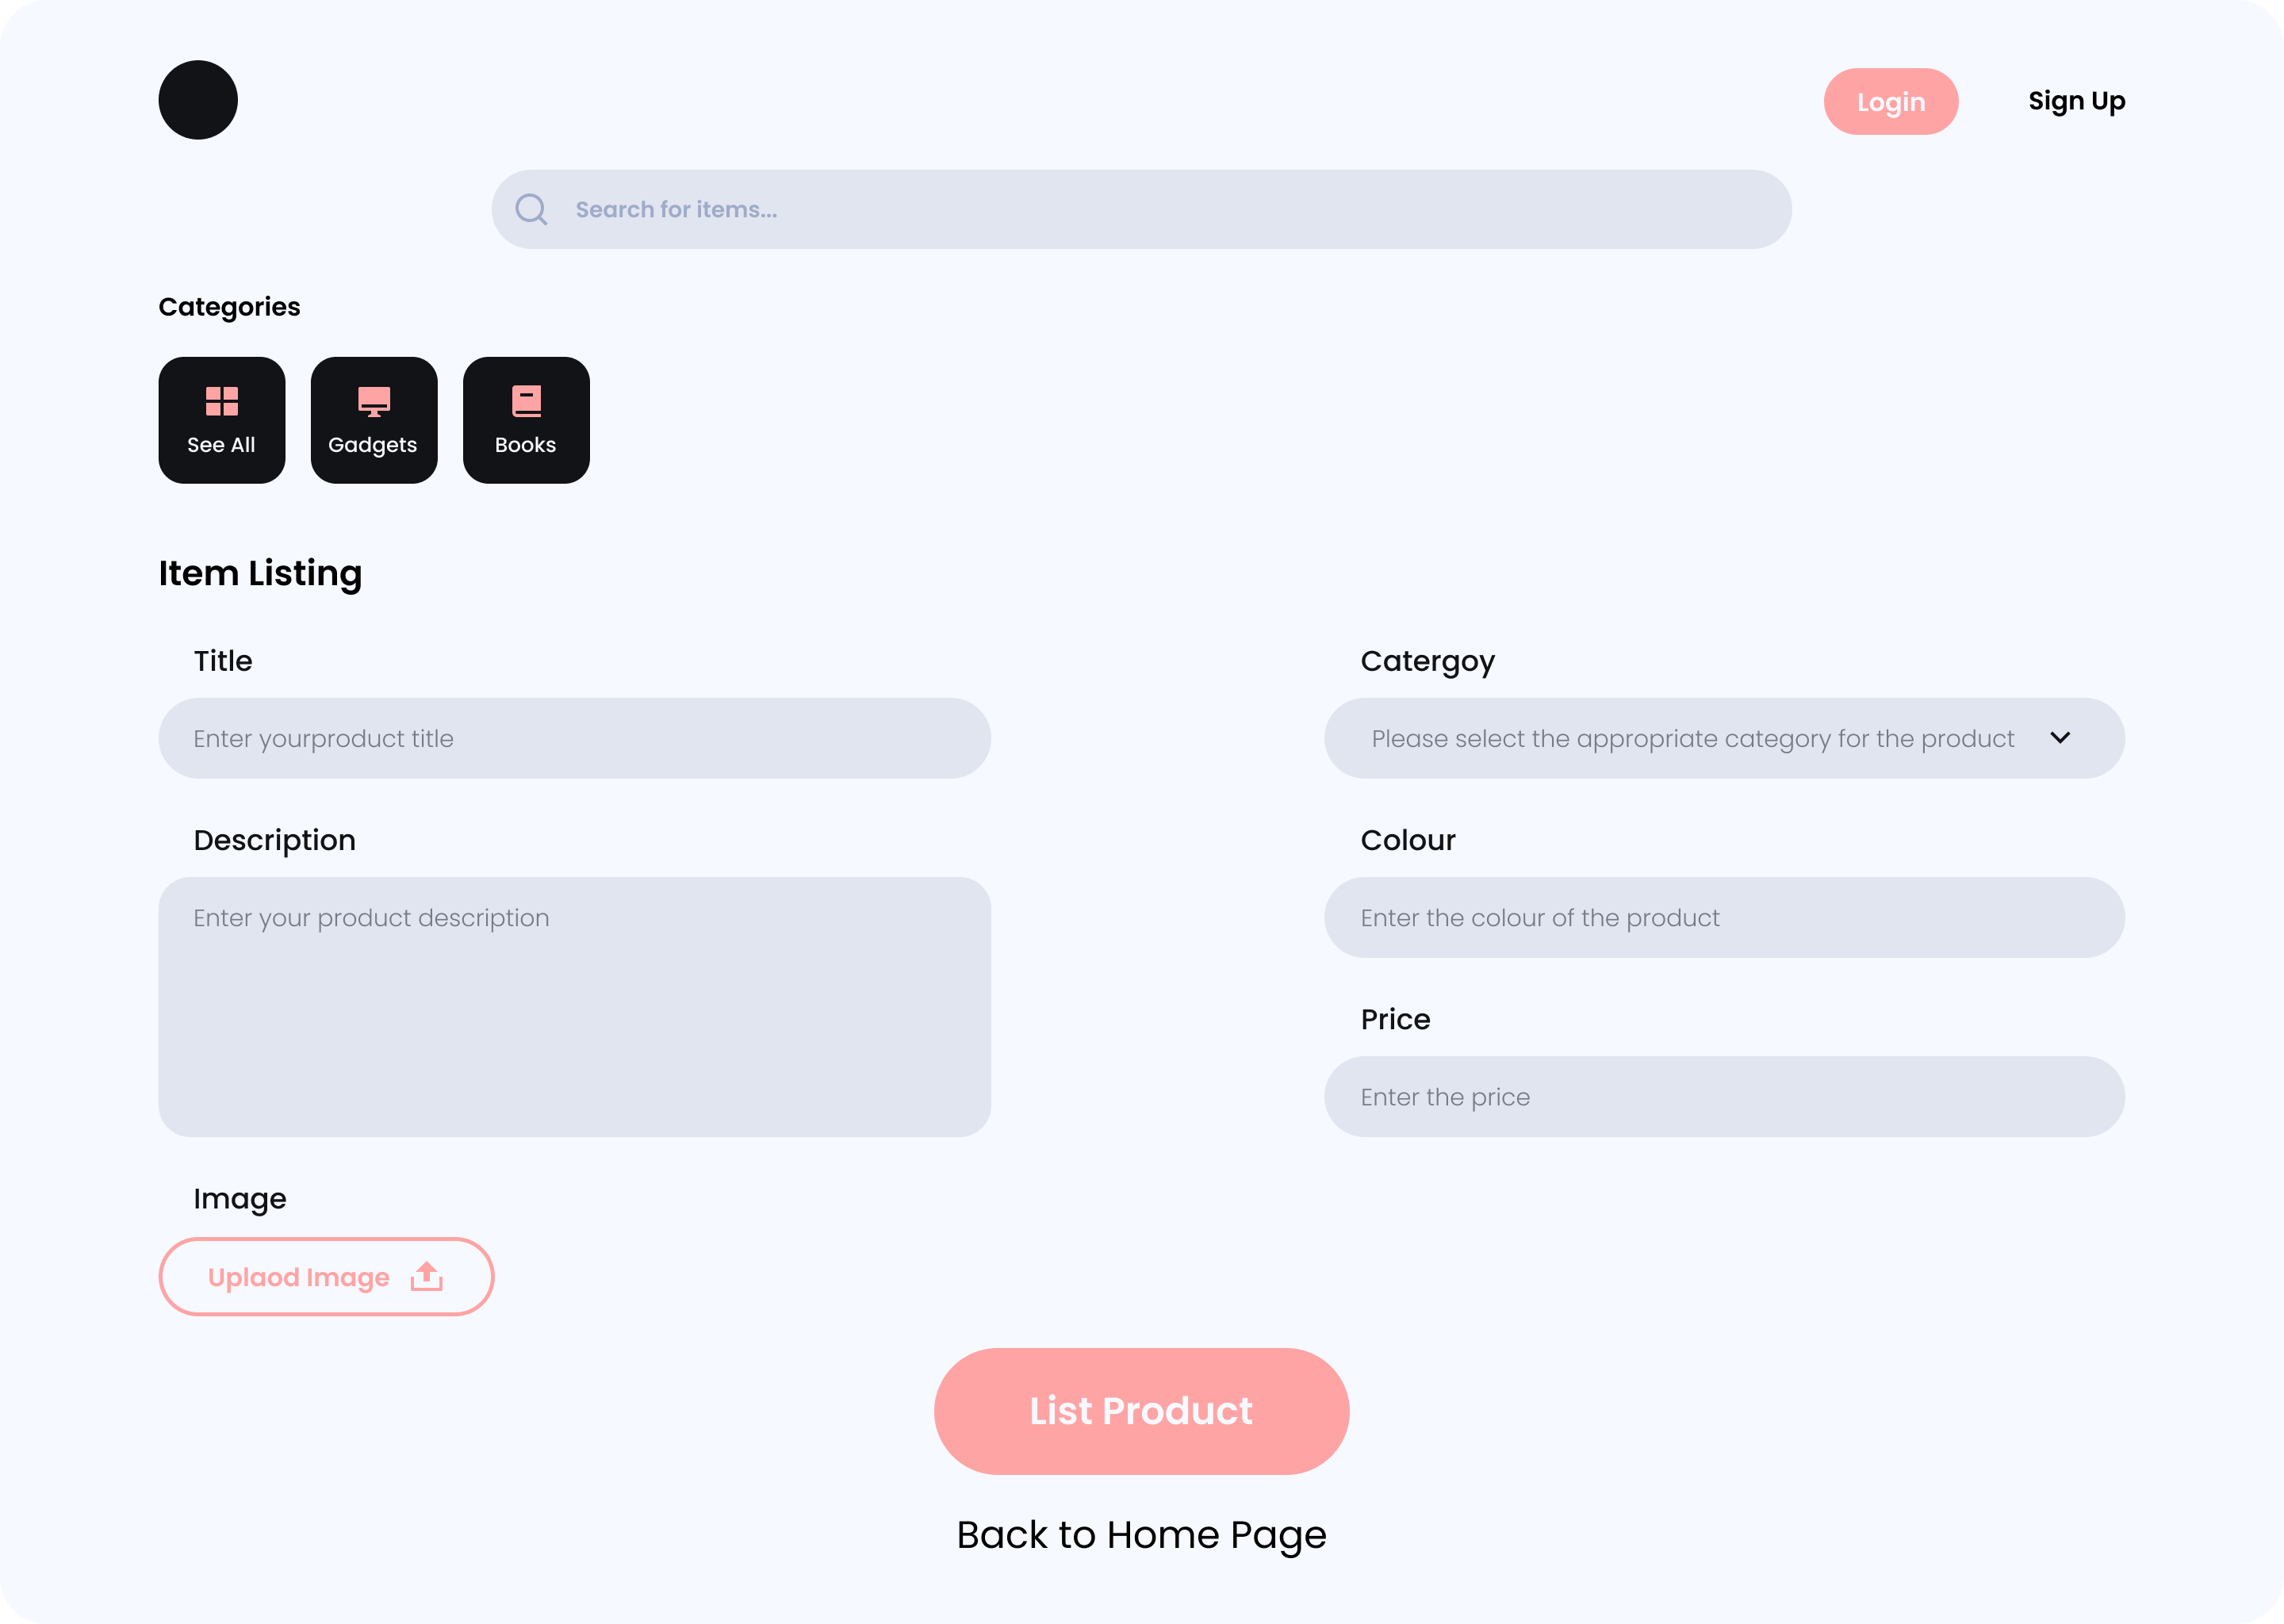 Login
Sign Up
Search for items...
Categories
See All
Gadgets
Books
Item Listing
Title
Enter yourproduct title
Description
Enter your product description
Image
Uplaod Image
Catergoy
Please select the appropriate category for the product
Colour
Enter the colour of the product
Price
Enter the price
List Product
Back to Home Page